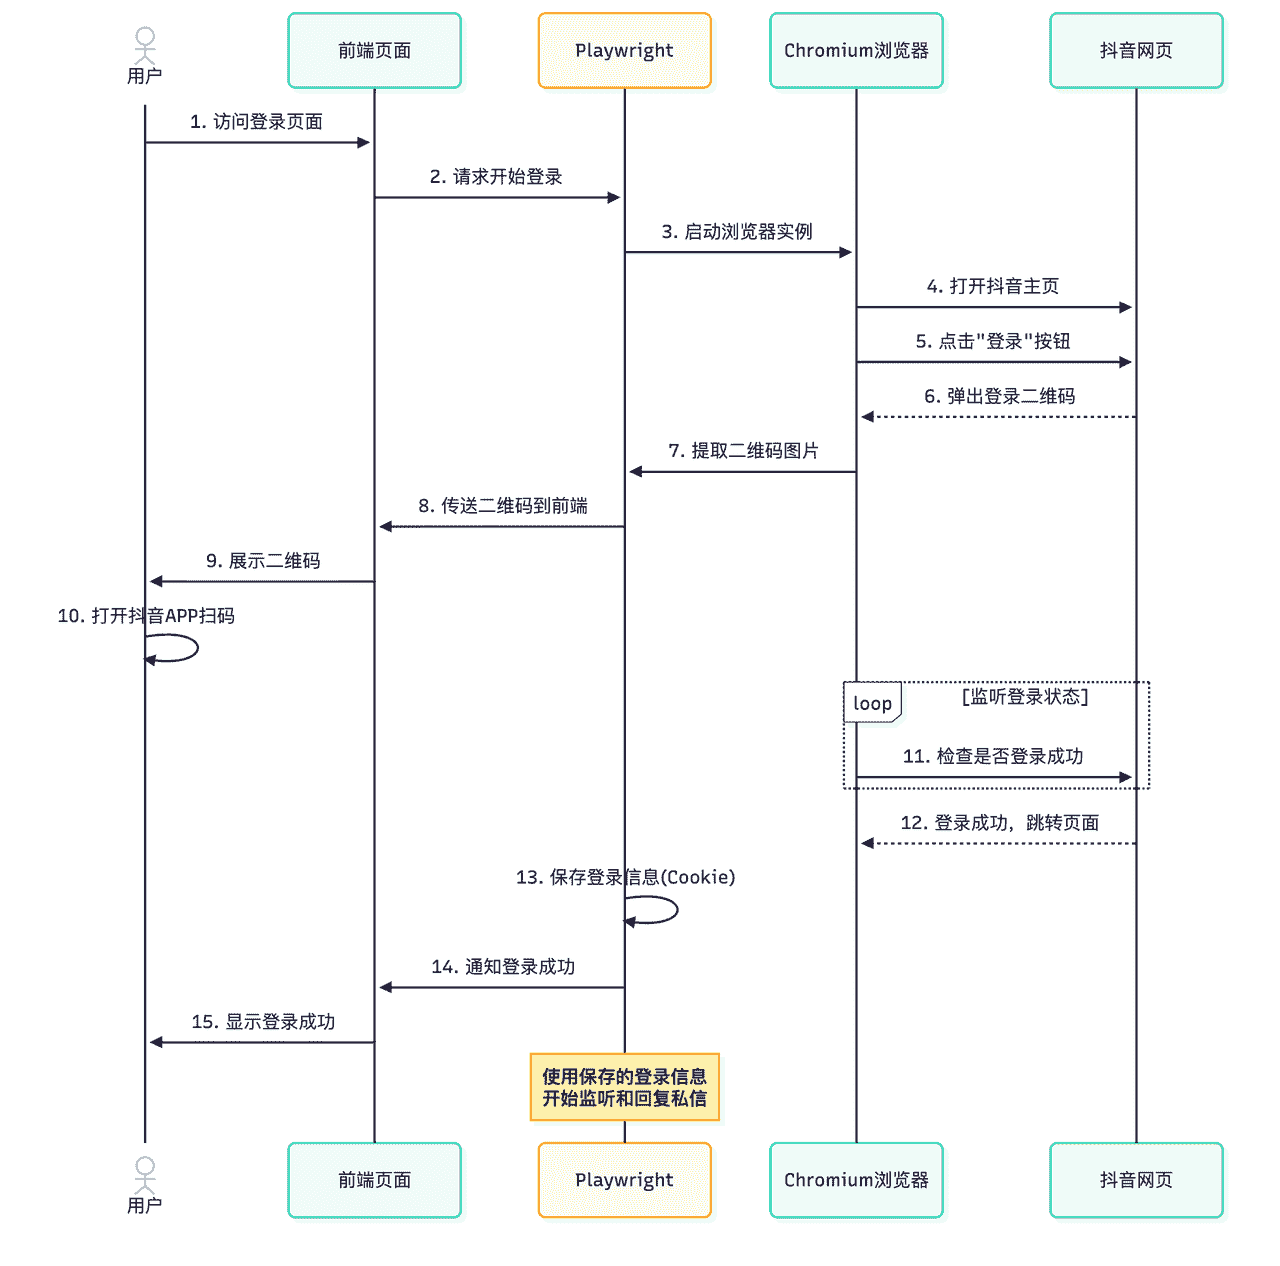 用户
前端页面
Playwright
Chromium浏览器
抖音网页
1. 访问登录页面
2. 请求开始登录
3. 启动浏览器实例
4. 打开抖音主页
5. 点击"登录"按钮
6. 弹出登录二维码
7. 提取二维码图片
8. 传送二维码到前端
9. 展示二维码
10. 打开抖音APP扫码
loop
[监听登录状态]
11. 检查是否登录成功
12. 登录成功，跳转页面
13. 保存登录信息(Cookie)
14. 通知登录成功
15. 显示登录成功
使用保存的登录信息
开始监听和回复私信
用户
前端页面
Playwright
Chromium浏览器
抖音网页